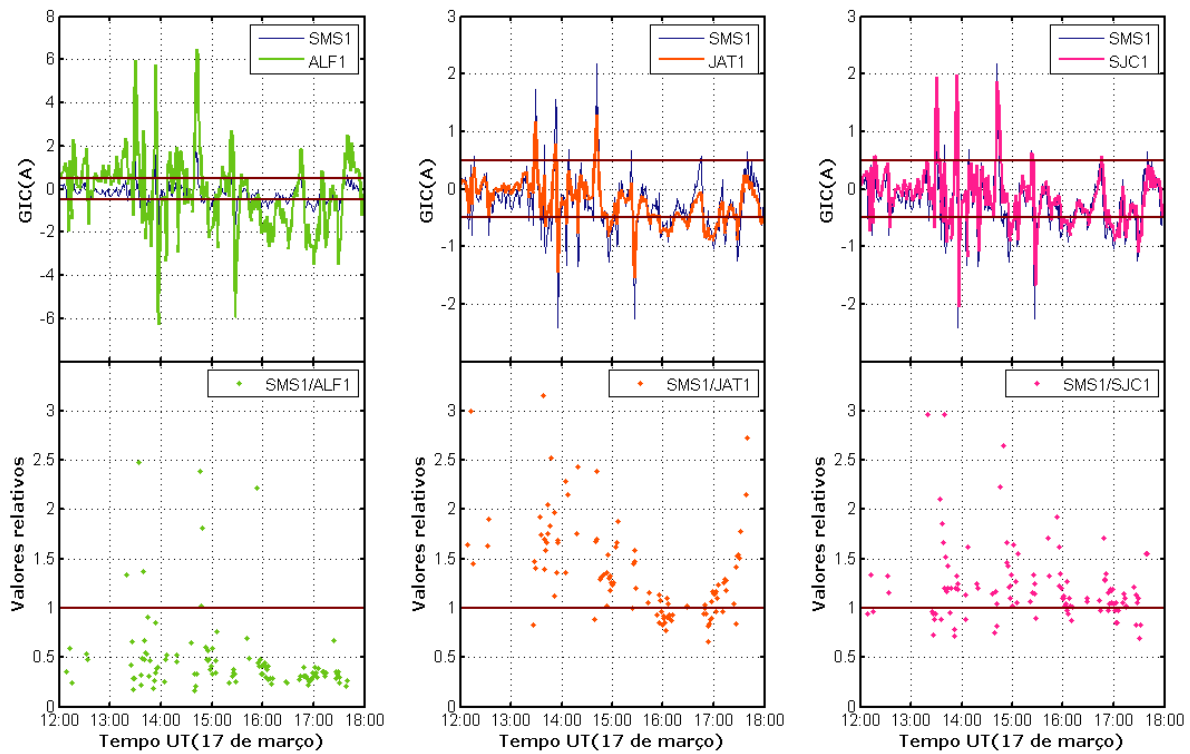 8
6
4
2
0
-2
-4
-6
GIC(A)
SMS1
ALF1
3
2
1
0
-1
-2
GIC(A)
SMS1
JAT1
3
2
1
0
-1
-2
GIC(A)
SMS1
SJC1
3
2.5
2
1.5
1
0.5
0
Valores relativos
SMS1/ALF1
12:00 13:00 14:00 15:00 16:00 17:00 18:00
Tempo UT(17 de março)
3
2.5
2
1.5
1
0.5
0
Valores relativos
SMS1/JAT1
12:00 13:00 14:00 15:00 16:00 17:00 18:00
Tempo UT(17 de março)
3
2.5
2
1.5
1
0.5
0
Valores relativos
SMS1/SJC1
12:00 13:00 14:00 15:00 16:00 17:00 18:00
Tempo UT(17 de março)